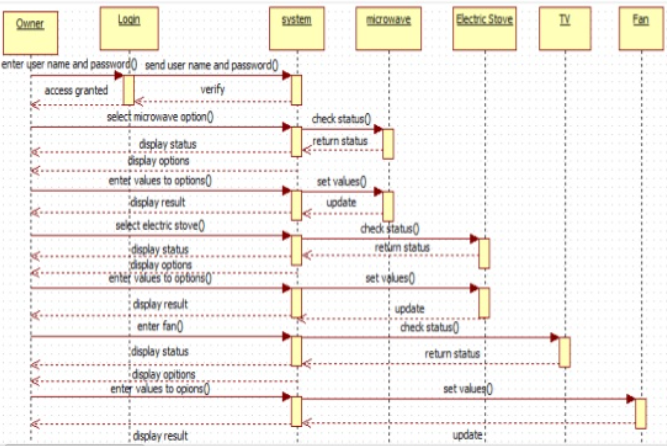 Owner
Login
system
microwave
Electric Stove
TV
Fan
enter user name and password()
send user name and password()
access granted
verify
select microwave option()
check status()
display status
return status
display options
enter values to options()
set values()
display result
update
select electric stove()
check status()
display status
return status
display options
enter values to options()
set values()
display result
update
enter fan()
check status()
display status
return status
display opitions
enter values to opions()
set values()
display result
update